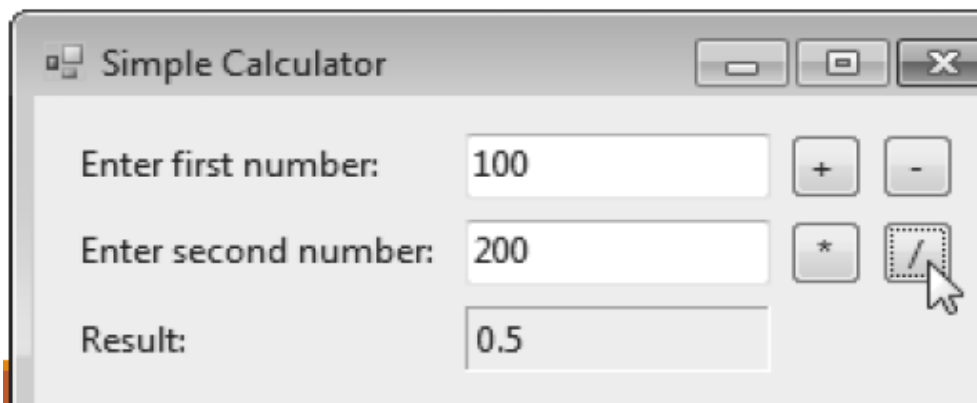 Simple Calculator
Enter first number: 100 + -
Enter second number: 200 * /
Result: 0.5